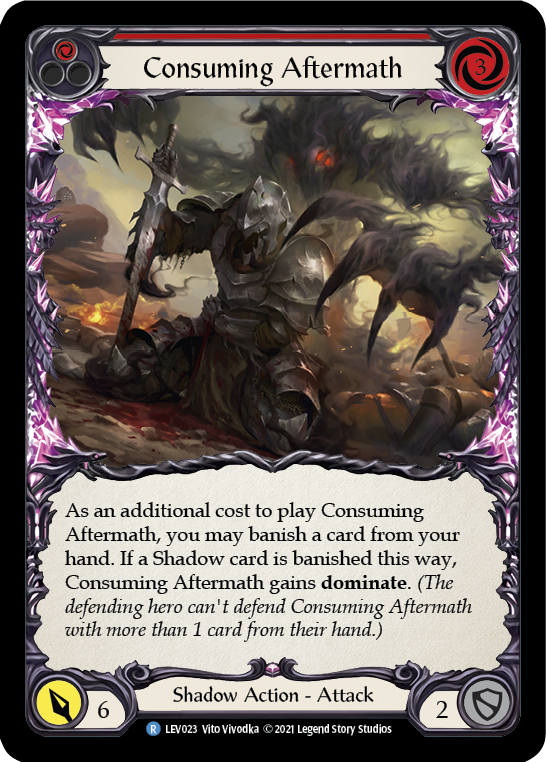 Consuming Aftermath
3
As an additional cost to play Consuming
Aftermath, you may banish a card from your
hand. If a Shadow card is banished this way,
Consuming Aftermath gains dominate. (The
defending hero can't defend Consuming Aftermath
with more than 1 card from their hand.)
6
Shadow Action - Attack
2
R LEV023 Vito Vivodka © 2021 Legend Story Studios